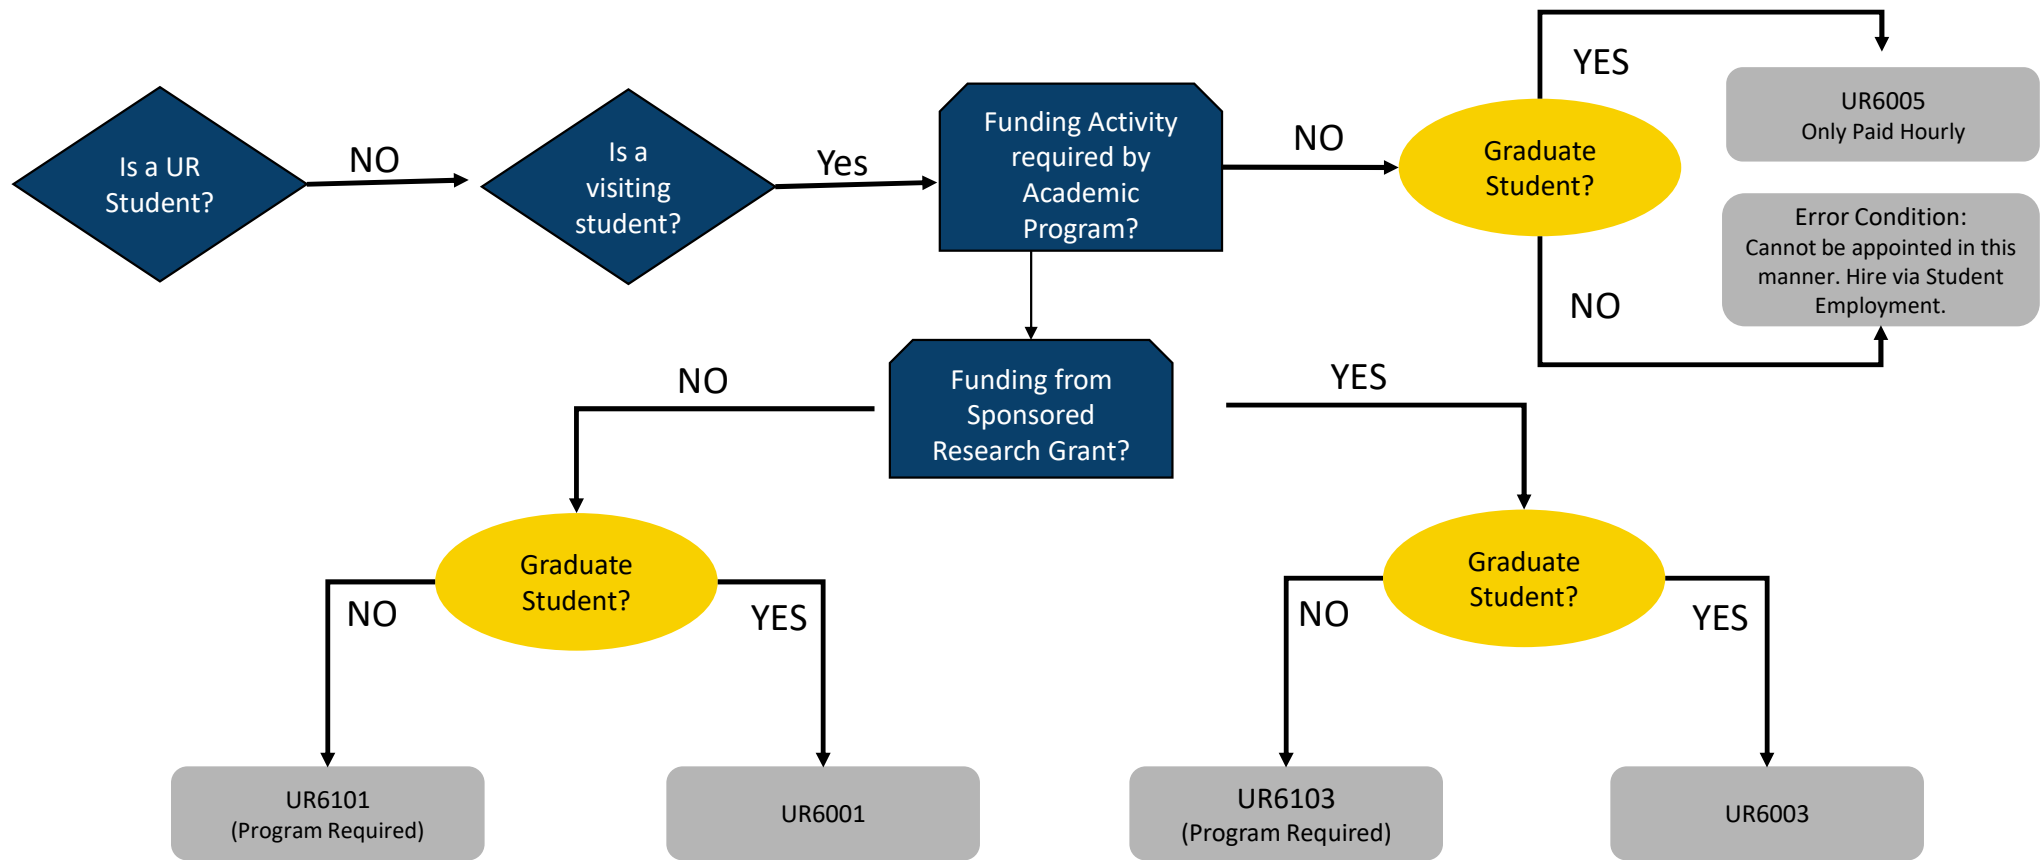 Is a UR
Student?
NO
Is a
visiting
student?
Yes
Funding Activity
required by
Academic
Program?
NO
Graduate
Student?
YES
UR6005
Only Paid Hourly
NO
Error Condition:
Cannot be appointed in this
manner. Hire via Student
Employment.
Funding from
Sponsored
Research Grant?
NO
YES
Graduate
Student?
NO
YES
Graduate
Student?
NO
YES
UR6101
(Program Required)
UR6001
UR6103
(Program Required)
UR6003